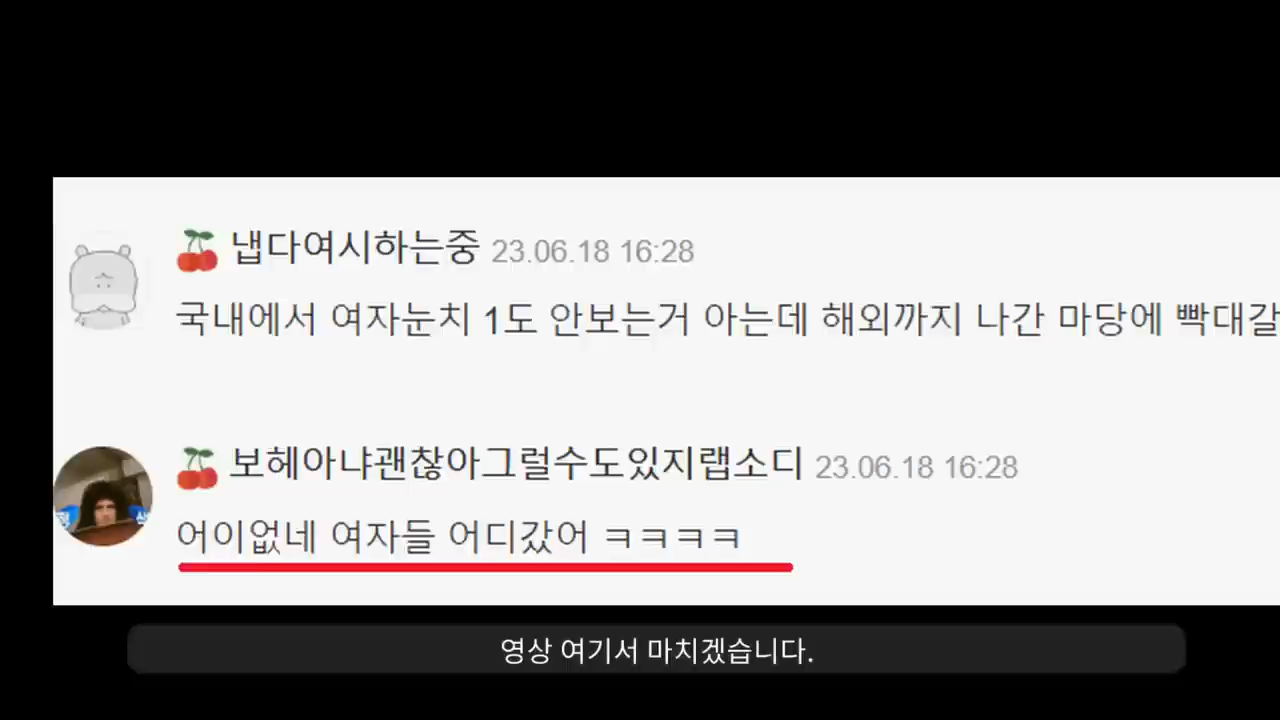 냅다여시하는중 23.06.18 16:28
국내에서 여자눈치 1도 안보는거 아는데 해외까지 나간 마당에 빡대갈
보헤아냐괜찮아그럴수도있지랩소디 23.06.18 16:28
어이없네 여자들 어디갔어 ㅋㅋㅋㅋ
영상 여기서 마치겠습니다.